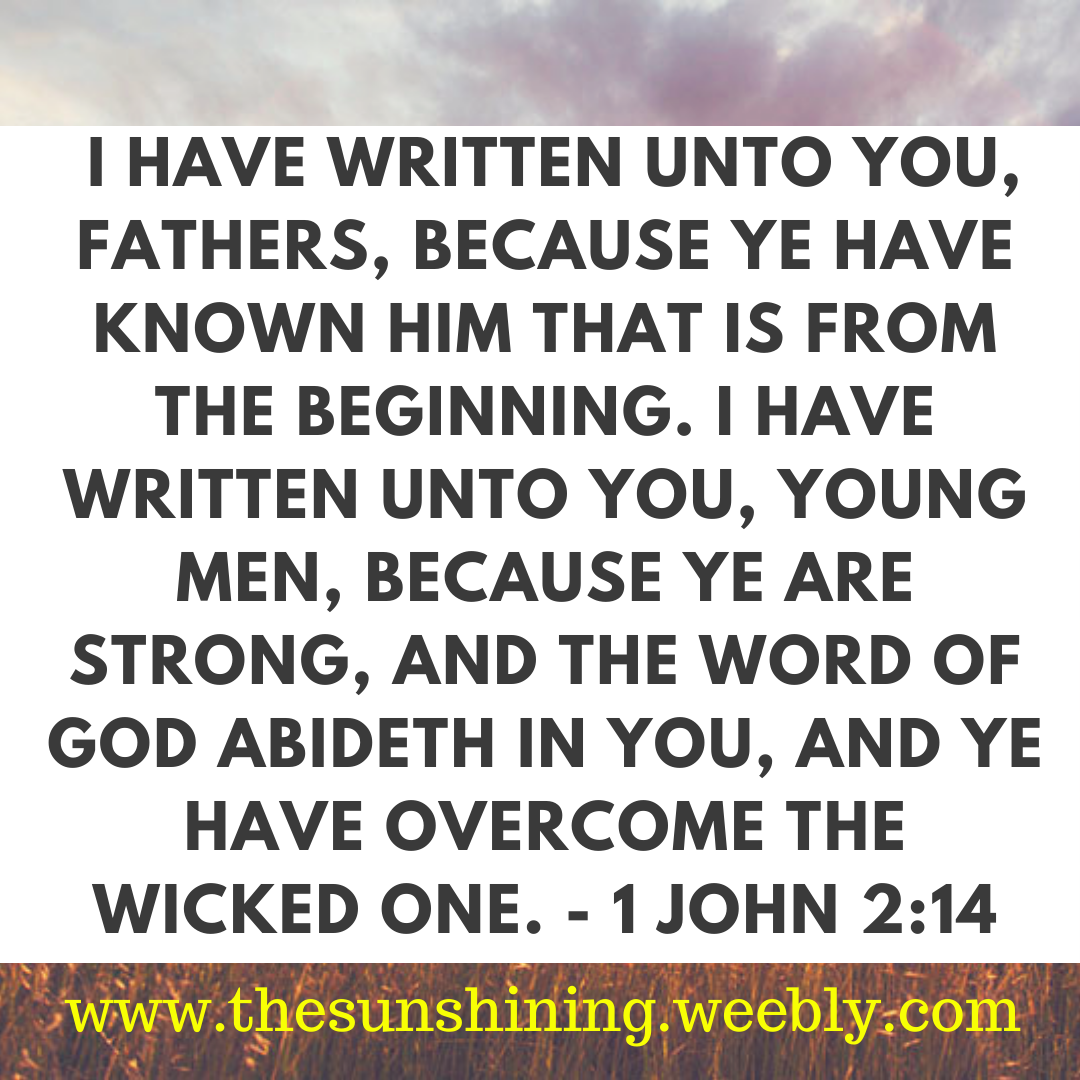 I HAVE WRITTEN UNTO YOU,
FATHERS, BECAUSE YE HAVE
KNOWN HIM THAT IS FROM
THE BEGINNING. I HAVE
WRITTEN UNTO YOU, YOUNG
MEN, BECAUSE YE ARE
STRONG, AND THE WORD OF
GOD ABIDETH IN YOU, AND YE
HAVE OVERCOME THE
WICKED ONE. - 1 JOHN 2:14
www.thesunshining.weebly.com